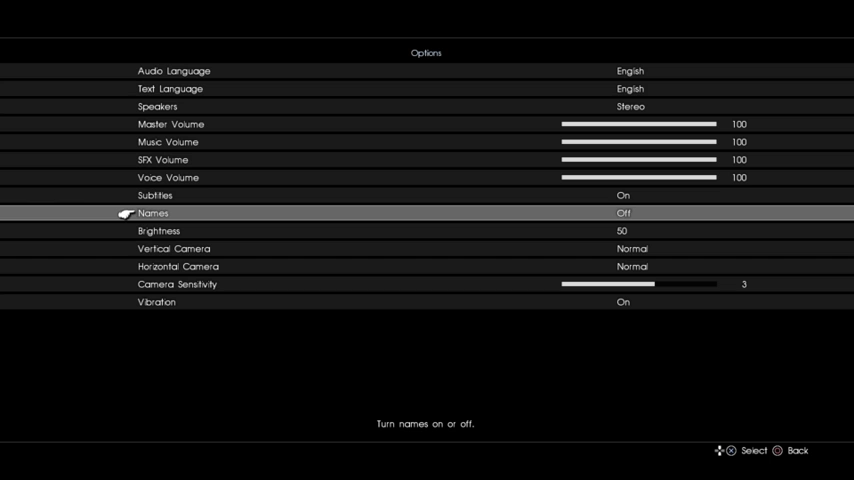 Options
Audio Language English
Text Language English
Speakers Stereo
Master Volume 100
Music Volume 100
SFX Volume 100
Voice Volume 100
Subtitles On
Names Off
Brightness 50
Vertical Camera Normal
Horizontal Camera Normal
Camera Sensitivity 3
Vibration On
Turn names on or off.
Select Back